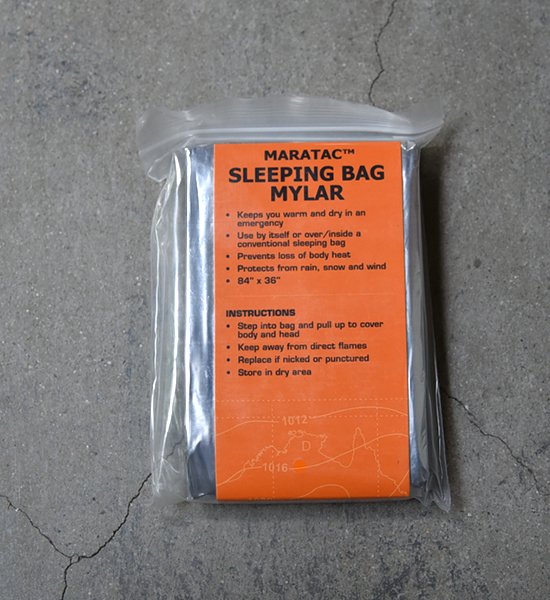 MARATAC™
SLEEPING BAG
MYLAR
• Keeps you warm and dry in an
emergency
• Use by itself or over/inside a
conventional sleeping bag
• Prevents loss of body heat
• Protects from rain, snow and wind
• 84" x 36"
INSTRUCTIONS
• Step into bag and pull up to cover
body and head
• Keep away from direct flames
• Replace if nicked or punctured
• Store in dry area
1012
D
1016